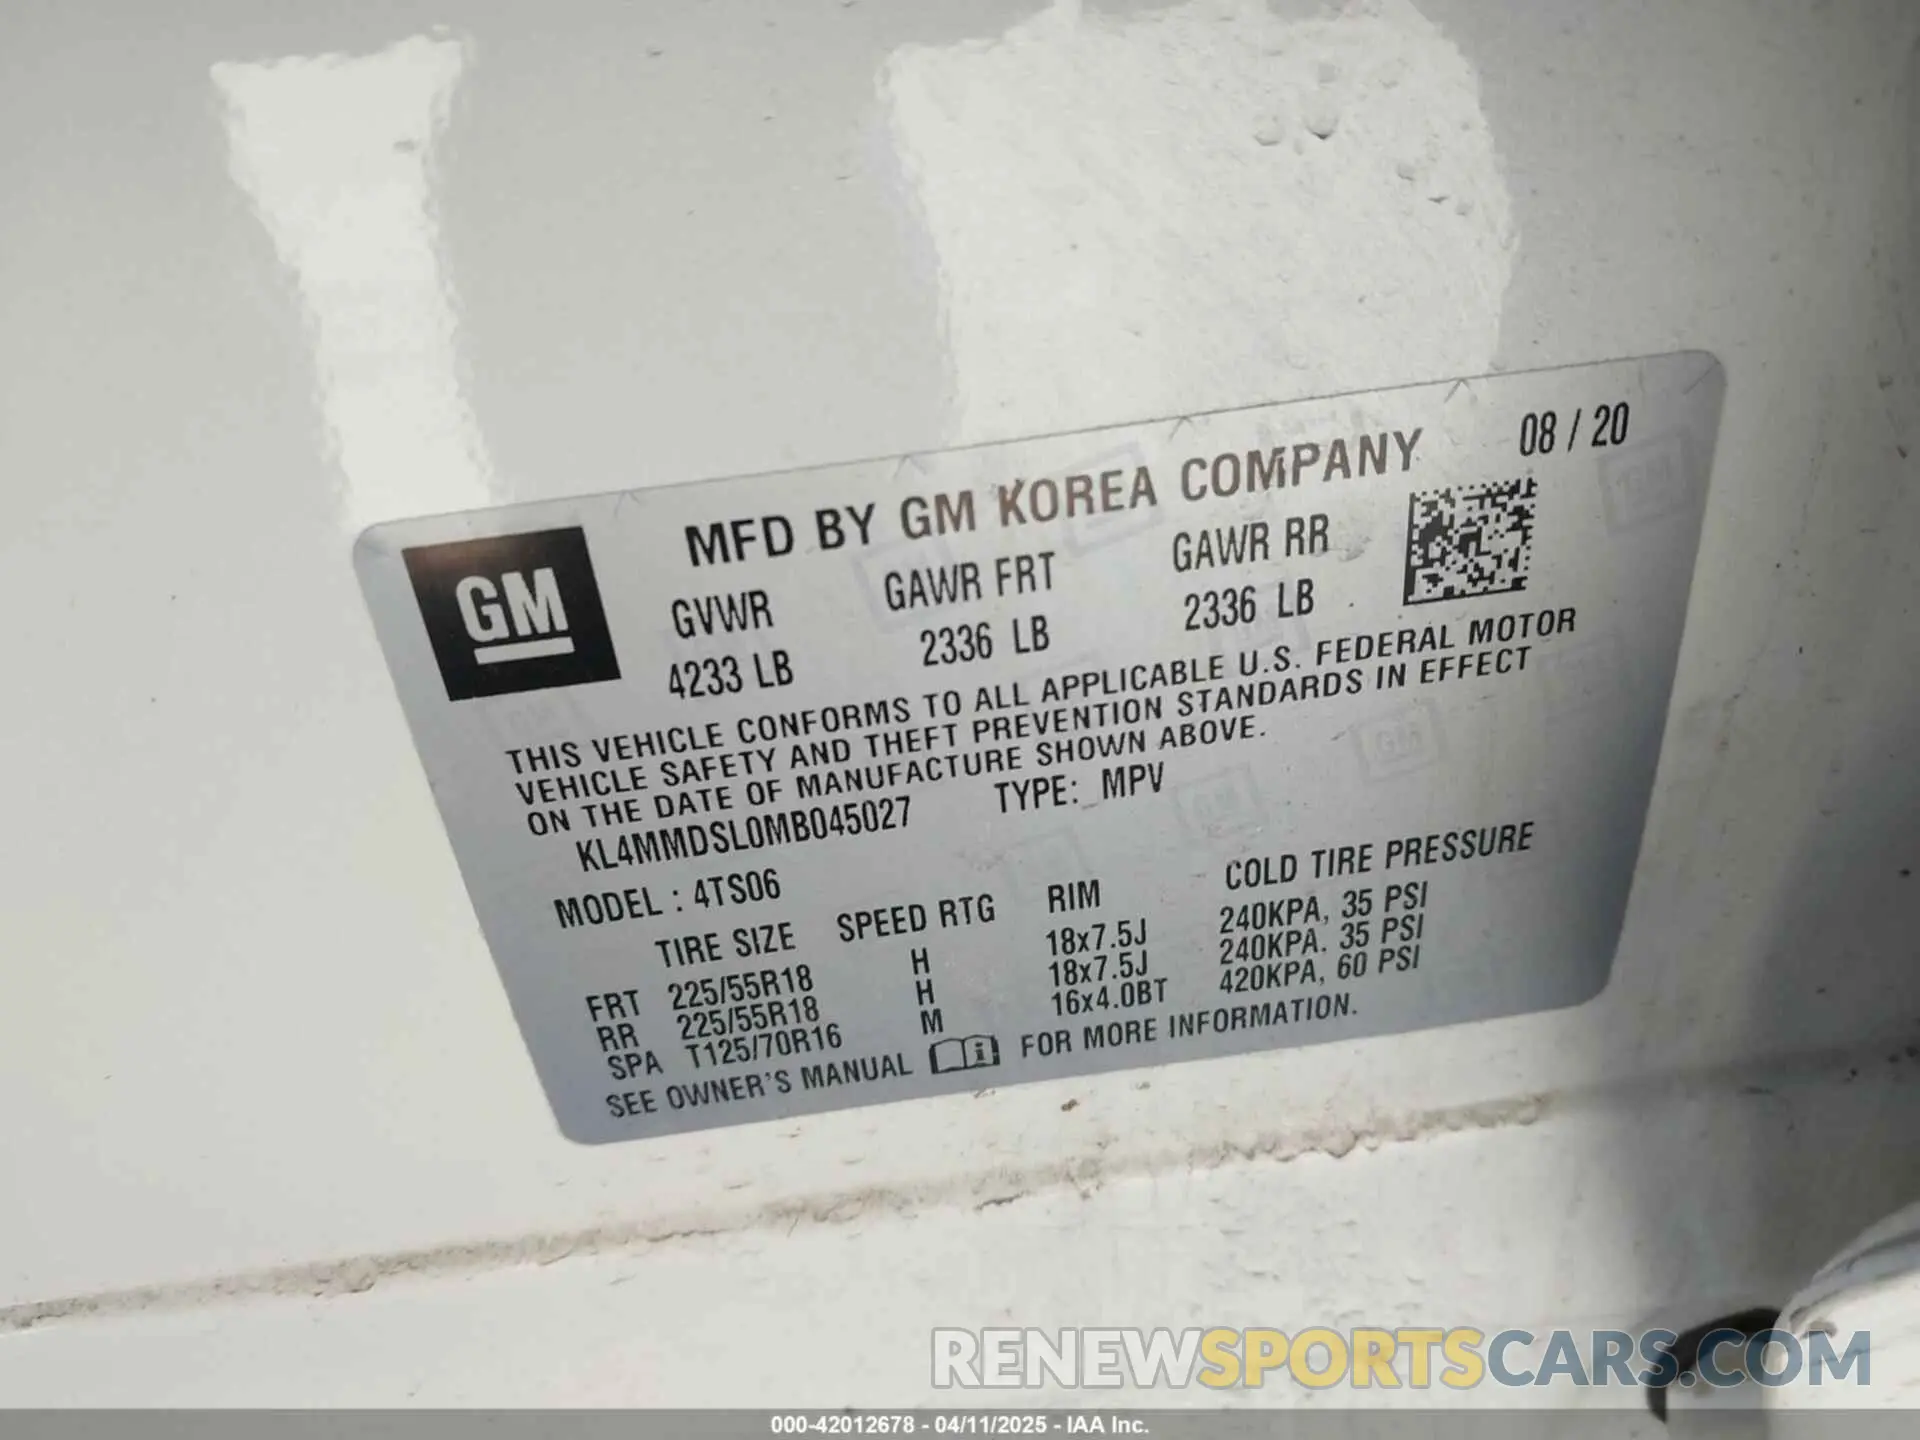 MFD BY GM KOREA COMPANY 08 / 20
GM
GVWR GAWR FRT GAWR RR
4233 LB 2336 LB 2336 LB
THIS VEHICLE CONFORMS TO ALL APPLICABLE U.S. FEDERAL MOTOR
VEHICLE SAFETY AND THEFT PREVENTION STANDARDS IN EFFECT
ON THE DATE OF MANUFACTURE SHOWN ABOVE.
KL4MMDSL0MB045027 TYPE: MPV
MODEL : 4TS06
TIRE SIZE SPEED RTG RIM COLD TIRE PRESSURE
FRT 225/55R18 H 18x7.5J 240KPA, 35 PSI
RR 225/55R18 H 18x7.5J 240KPA. 35 PSI
SPA T125/70R16 M 16x4.0BT 420KPA, 60 PSI
SEE OWNER'S MANUAL i FOR MORE INFORMATION.
RENEWSPORTSCARS.COM
000-42012678 - 04/11/2025 - IAA Inc.